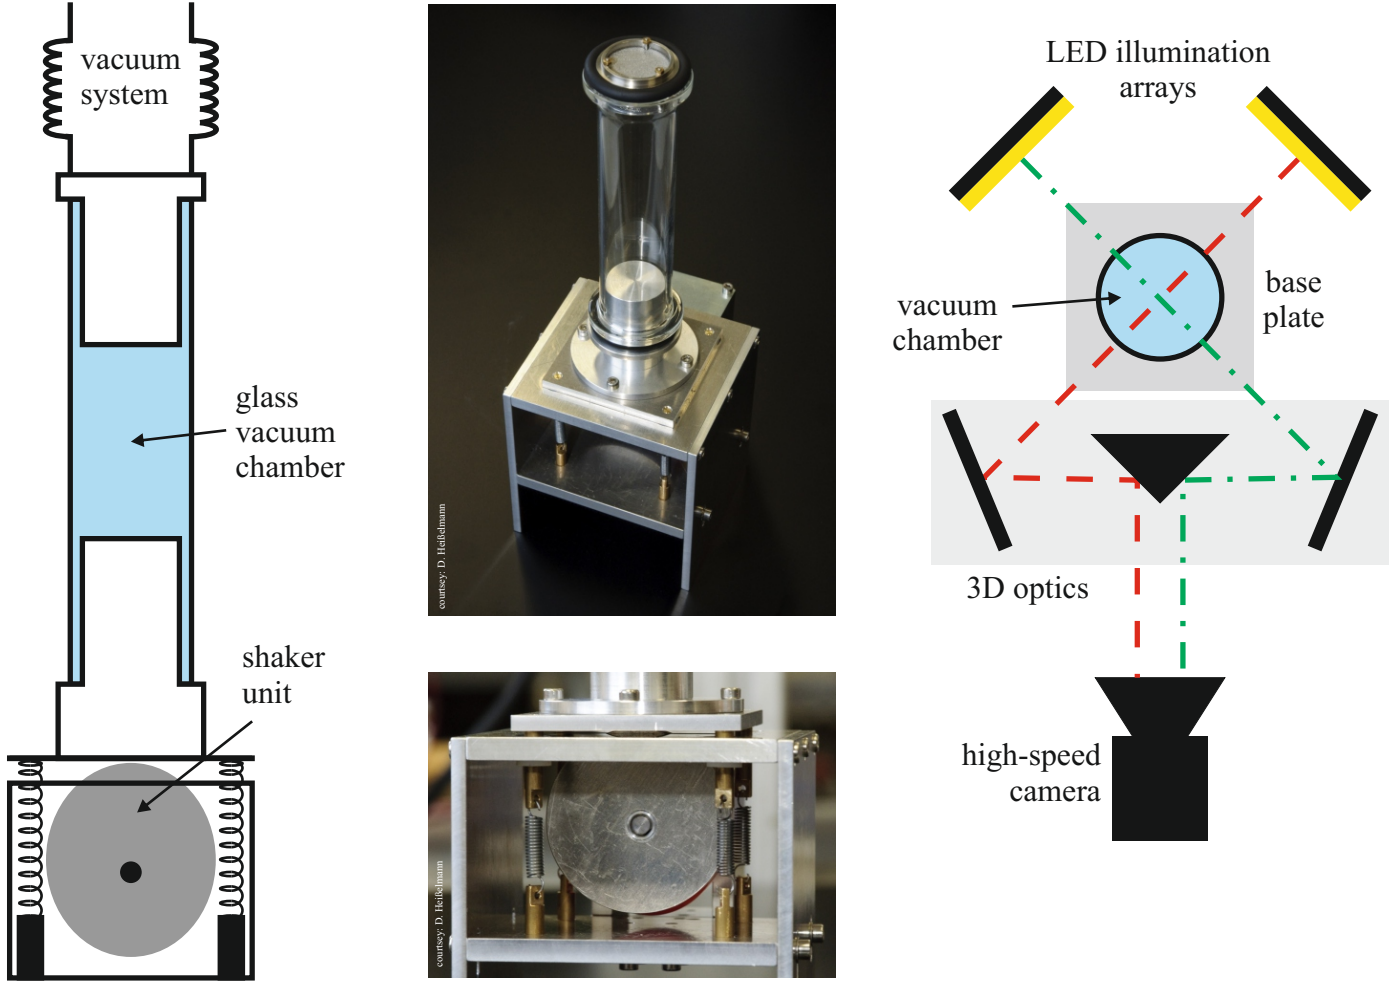 vacuum
system
glass
vacuum
chamber
shaker
unit
courtsey: D. Heißelmann
courtsey: D. Heißelmann
LED illumination
arrays
vacuum
chamber
base
plate
3D optics
high-speed
camera